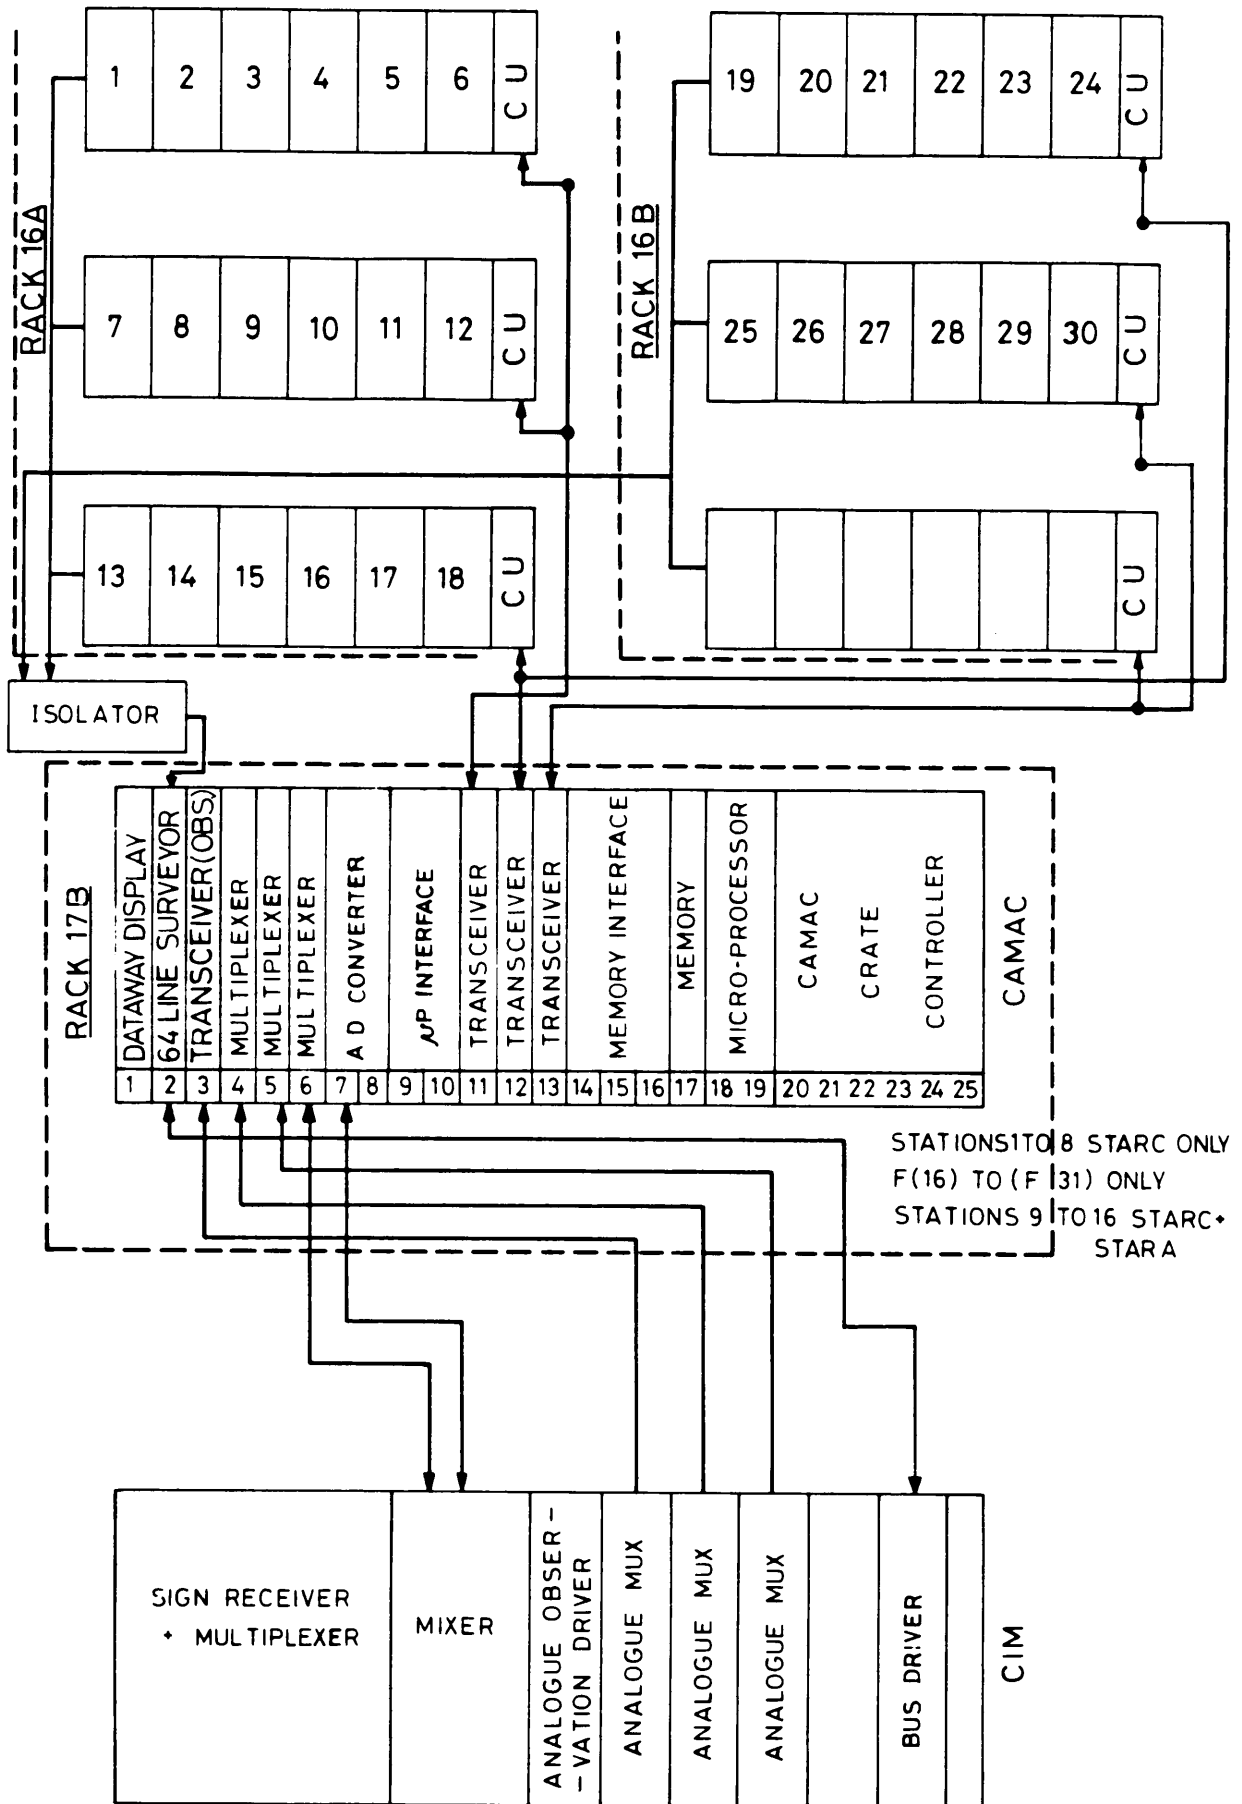 1 2 3 4 5 6 CU
19 20 21 22 23 24 CU
RACK 16A
RACK 16B
7 8 9 10 11 12 CU
25 26 27 28 29 30 CU
13 14 15 16 17 18 CU
CU
ISOLATOR
RACK 17B
DATAWAY DISPLAY
64 LINE SURVEYOR
TRANSCEIVER(OBS)
MULTIPLEXER
MULTIPLEXER
MULTIPLEXER
A D CONVERTER
µP INTERFACE
TRANSCEIVER
TRANSCEIVER
TRANSCEIVER
MEMORY INTERFACE
MEMORY
MICRO-PROCESSOR
CAMAC
CRATE
CONTROLLER
CAMAC
1 2 3 4 5 6 7 8 9 10 11 12 13 14 15 16 17 18 19 20 21 22 23 24 25
STATIONS 1 TO 8 STARC ONLY
F(16) TO (F 31) ONLY
STATIONS 9 TO 16 STARC+
STAR A
SIGN RECEIVER
+ MULTIPLEXER
MIXER
ANALOGUE OBSER-
-VATION DRIVER
ANALOGUE MUX
ANALOGUE MUX
ANALOGUE MUX
BUS DRIVER
CIM